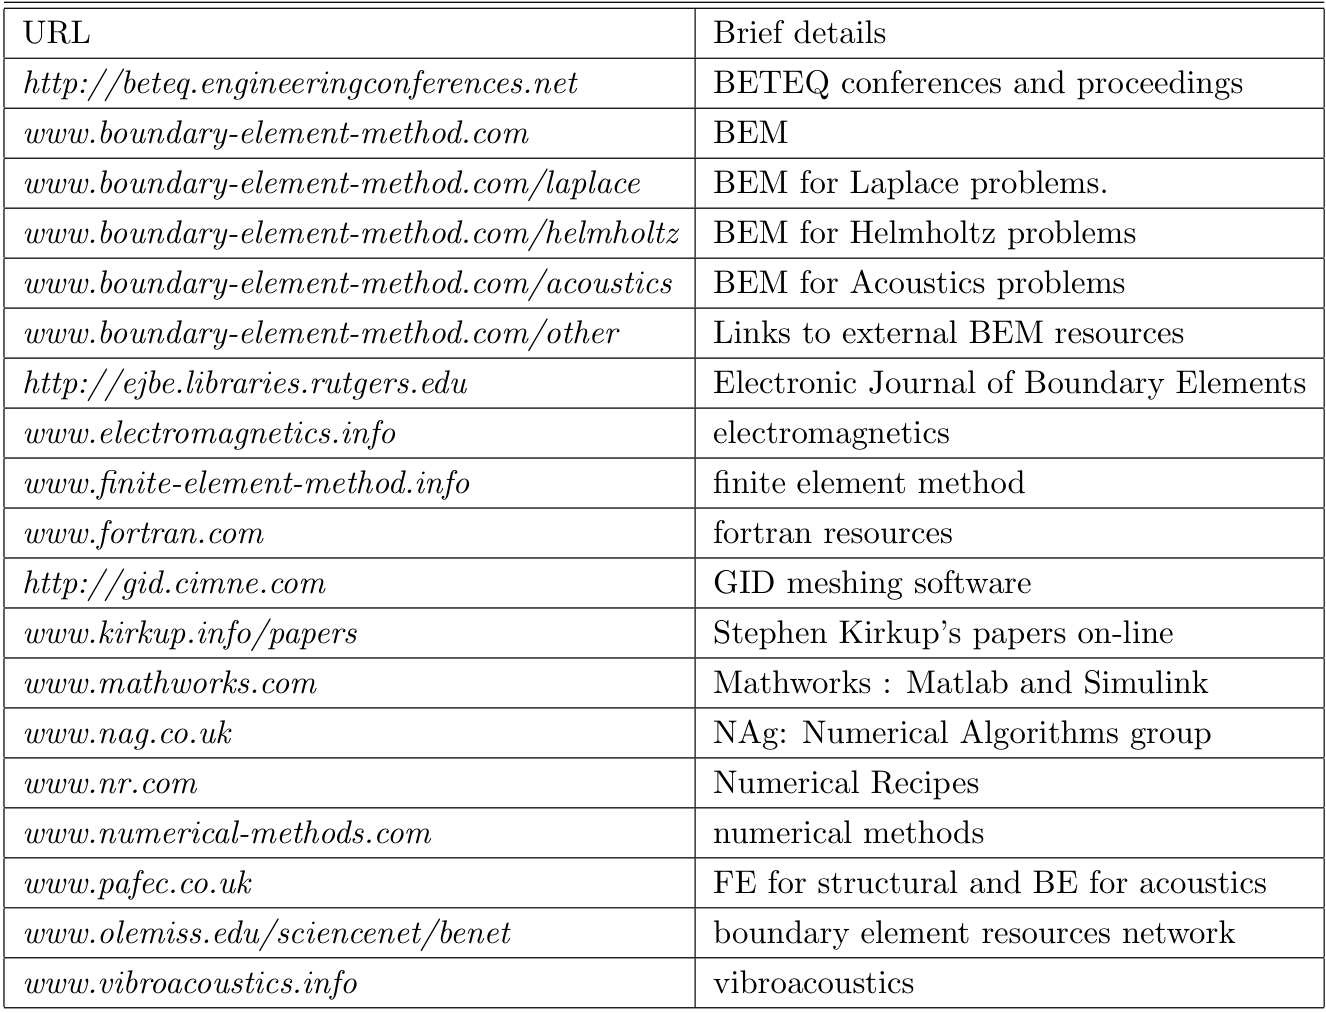 URL Brief details
http://beteq.engineeringconferences.net BETEQ conferences and proceedings
www.boundary-element-method.com BEM
www.boundary-element-method.com/laplace BEM for Laplace problems.
www.boundary-element-method.com/helmholtz BEM for Helmholtz problems
www.boundary-element-method.com/acoustics BEM for Acoustics problems
www.boundary-element-method.com/other Links to external BEM resources
http://ejbe.libraries.rutgers.edu Electronic Journal of Boundary Elements
www.electromagnetics.info electromagnetics
www.finite-element-method.info finite element method
www.fortran.com fortran resources
http://gid.cimne.com GID meshing software
www.kirkup.info/papers Stephen Kirkup's papers on-line
www.mathworks.com Mathworks : Matlab and Simulink
www.nag.co.uk NAg: Numerical Algorithms group
www.nr.com Numerical Recipes
www.numerical-methods.com numerical methods
www.pafec.co.uk FE for structural and BE for acoustics
www.olemiss.edu/sciencenet/benet boundary element resources network
www.vibroacoustics.info vibroacoustics